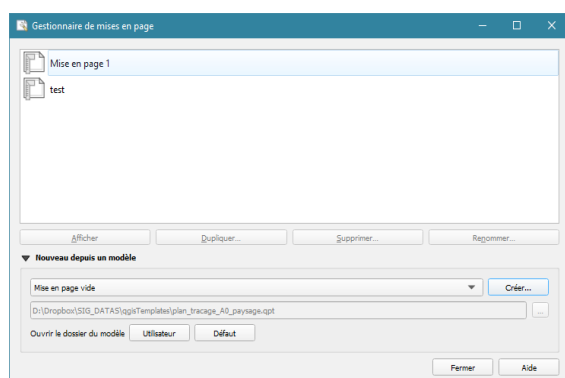 Gestionnaire de mises en page
Mise en page 1
test
Afficher Dupliquer... Supprimer... Renommer...
Nouveau depuis un modèle
Mise en page vide Créer...
D:\Dropbox\SIG_DATAS\qgisTemplates\plan_tracage_A0_paysage.qpt ...
Ouvrir le dossier du modèle Utilisateur Défaut
Fermer Aide